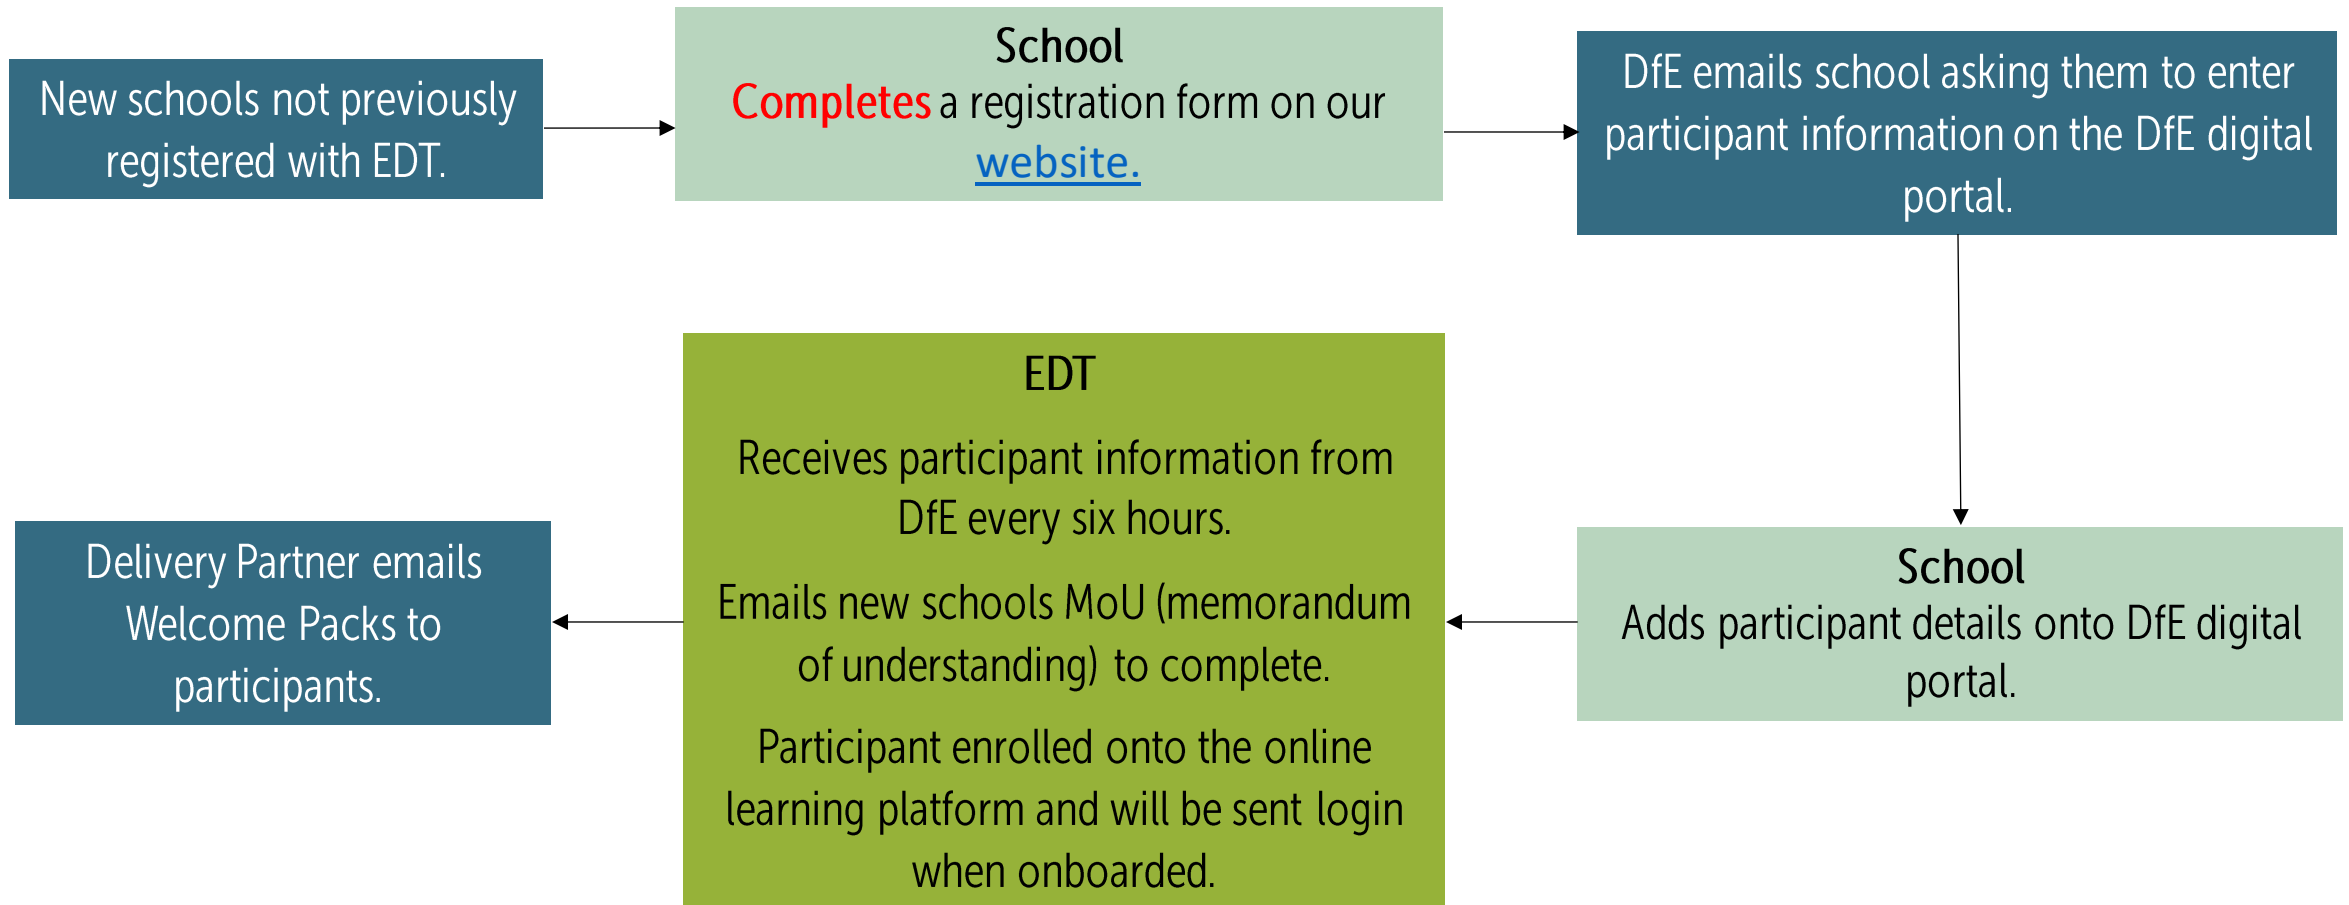 New schools not previously
registered with EDT.
School
Completes a registration form on our
website.
DfE emails school asking them to enter
participant information on the DfE digital
portal.
School
Adds participant details onto DfE digital
portal.
EDT
Receives participant information from
DfE every six hours.
Emails new schools MoU (memorandum
of understanding) to complete.
Participant enrolled onto the online
learning platform and will be sent login
when onboarded.
Delivery Partner emails
Welcome Packs to
participants.